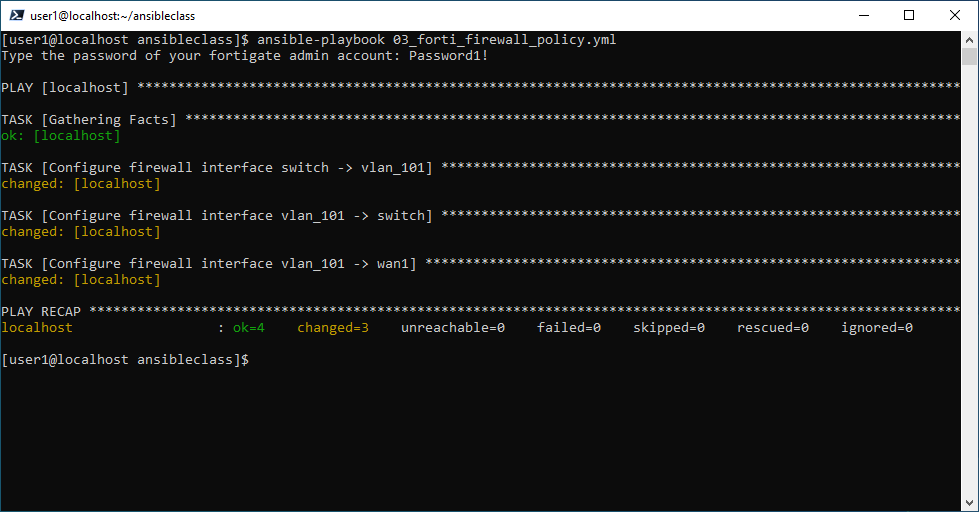 user1@localhost:~/ansibleclass
[user1@localhost ansibleclass]$ ansible-playbook 03_forti_firewall_policy.yml
Type the password of your fortigate admin account: Password1!
PLAY [localhost] *******************************************************************************************************
TASK [Gathering Facts] *************************************************************************************************
ok: [localhost]
TASK [Configure firewall interface switch -> vlan_101] *****************************************************************
changed: [localhost]
TASK [Configure firewall interface vlan_101 -> switch] *****************************************************************
changed: [localhost]
TASK [Configure firewall interface vlan_101 -> wan1] *******************************************************************
changed: [localhost]
PLAY RECAP *************************************************************************************************************
localhost                  : ok=4    changed=3    unreachable=0    failed=0    skipped=0    rescued=0    ignored=0
[user1@localhost ansibleclass]$